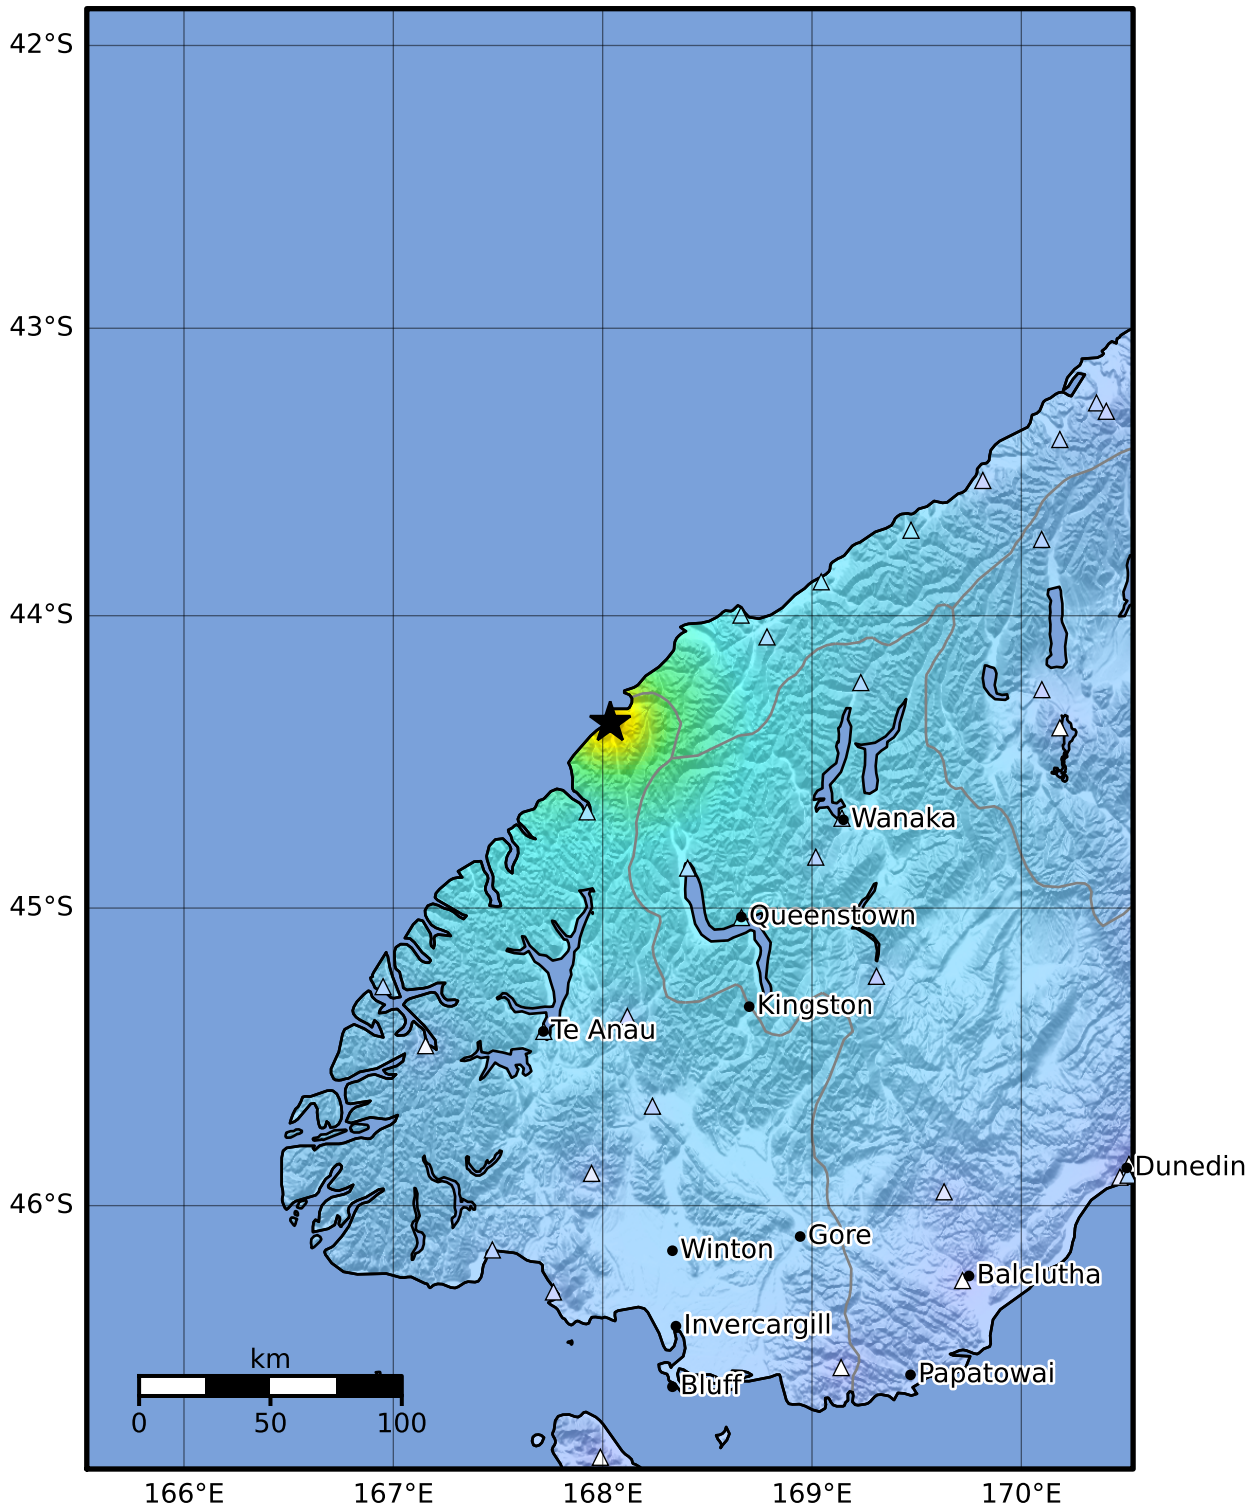 42°S
43°S
44°S
Wanaka
45°S
Queenstown
Kingston
Te Anau
Dunedin
46°S
Gore
Winton
Balclutha
Invercargill
km
Papatowai
Bluff
0 50 100
166°E 167°E 168°E 169°E 170°E